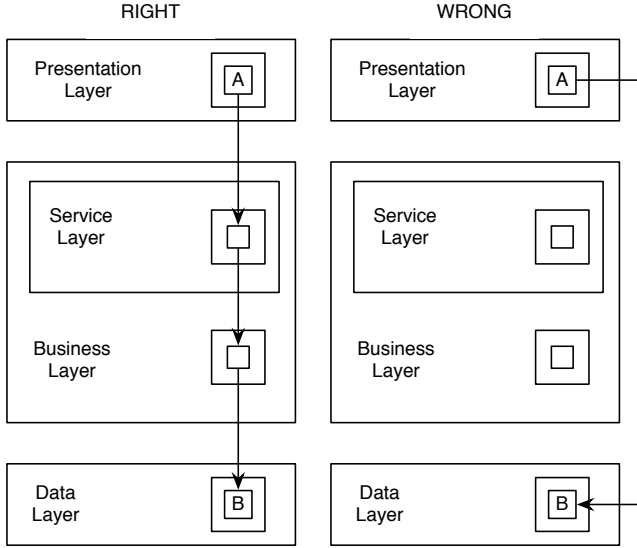 RIGHT
Presentation
Layer
A
Service
Layer
Business
Layer
Data
Layer
B
WRONG
Presentation
Layer
A
Service
Layer
Business
Layer
Data
Layer
B